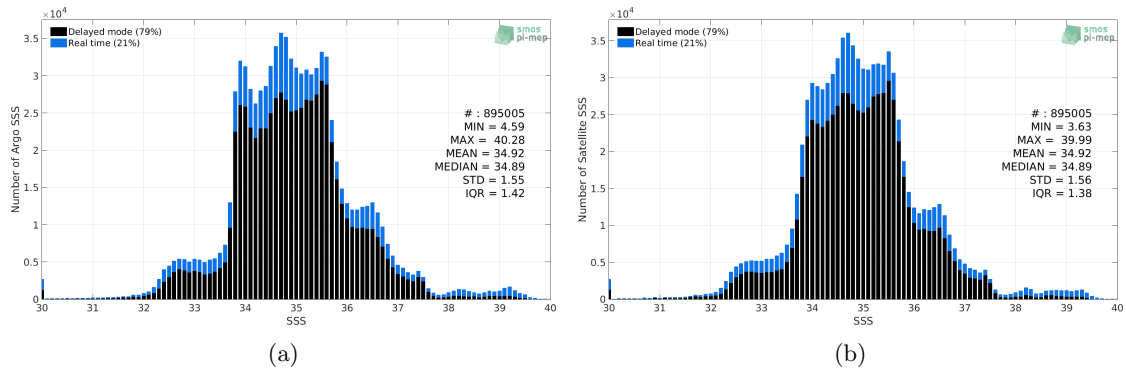 ×10⁴
Delayed mode (79%)
Real time (21%)
smos
pi-mep
3.5
3
2.5
2
1.5
1
0.5
0
Number of Argo SSS
# : 895005
MIN = 4.59
MAX = 40.28
MEAN = 34.92
MEDIAN = 34.89
STD = 1.55
IQR = 1.42
30 31 32 33 34 35 36 37 38 39 40
SSS
(a)
×10⁴
Delayed mode (79%)
Real time (21%)
smos
pi-mep
3.5
3
2.5
2
1.5
1
0.5
0
Number of Satellite SSS
# : 895005
MIN = 3.63
MAX = 39.99
MEAN = 34.92
MEDIAN = 34.89
STD = 1.56
IQR = 1.38
30 31 32 33 34 35 36 37 38 39 40
SSS
(b)